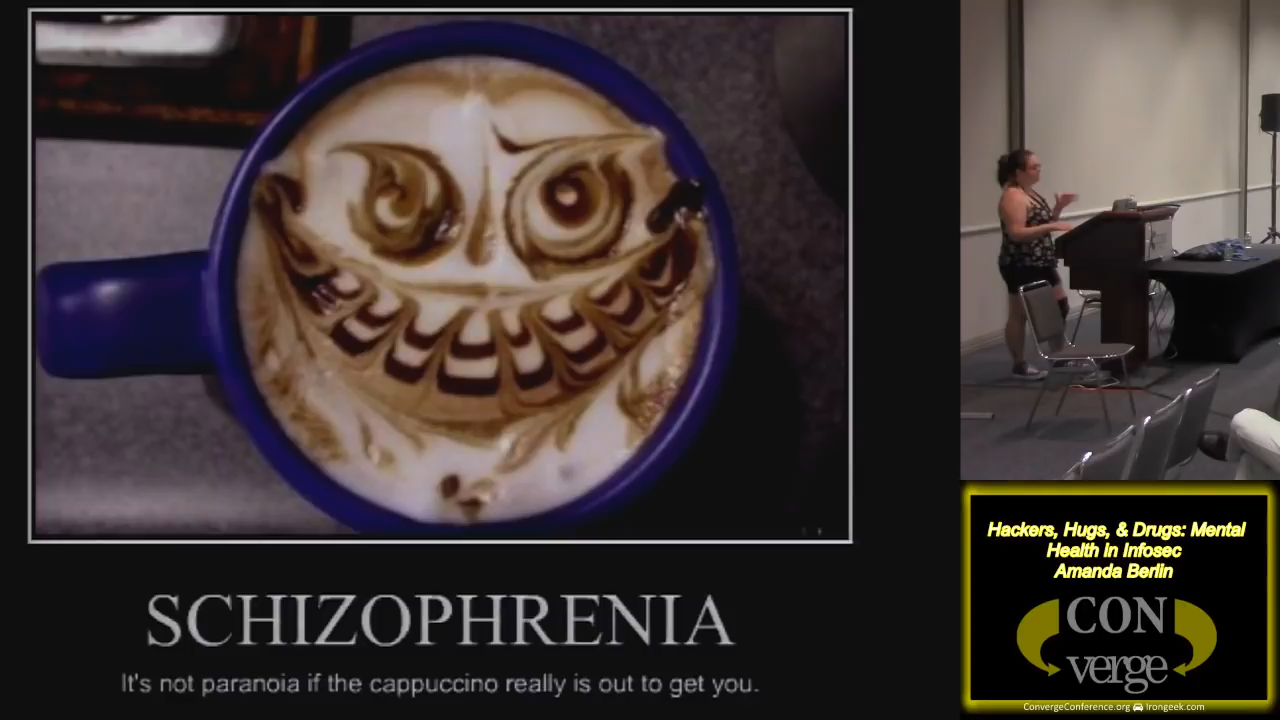 SCHIZOPHRENIA
It's not paranoia if the cappuccino really is out to get you.
Hackers, Hugs, & Drugs: Mental
Health in Infosec
Amanda Berlin
CON
verge
ConvergeConference.org Irongeek.com